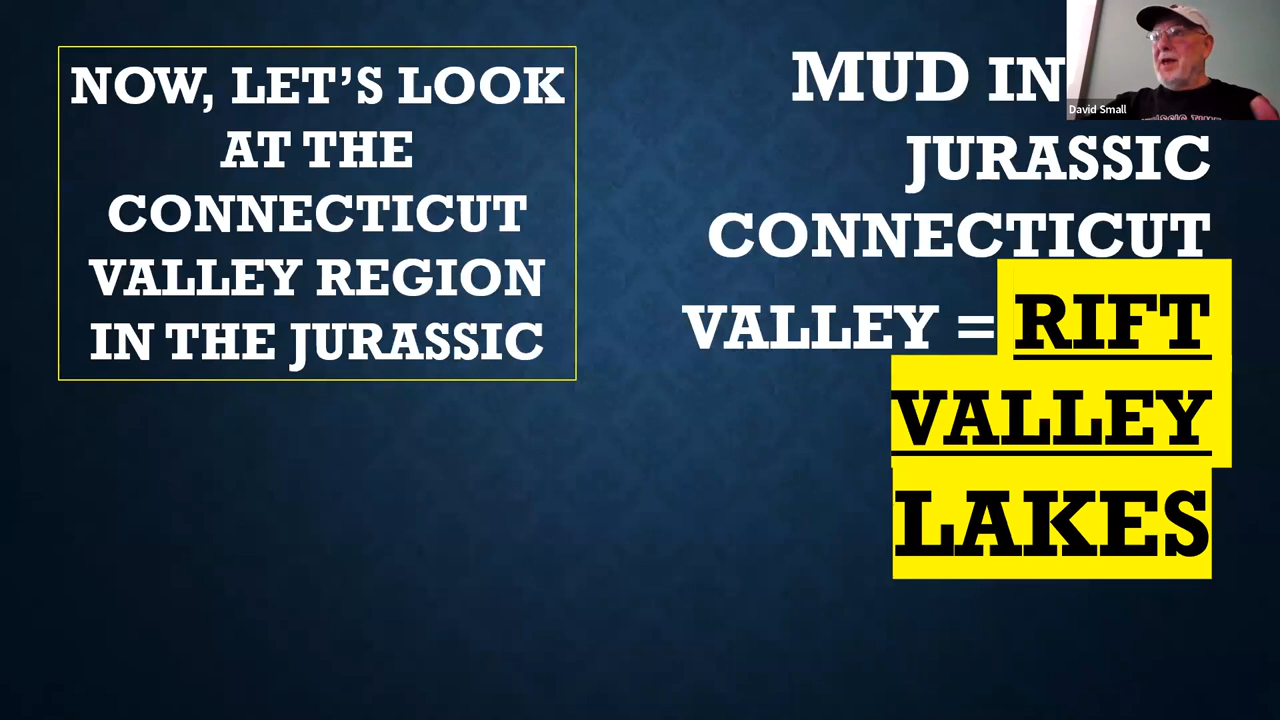 NOW, LET’S LOOK
AT THE
CONNECTICUT
VALLEY REGION
IN THE JURASSIC
MUD IN
JURASSIC
CONNECTICUT
VALLEY = RIFT
VALLEY
LAKES
David Small